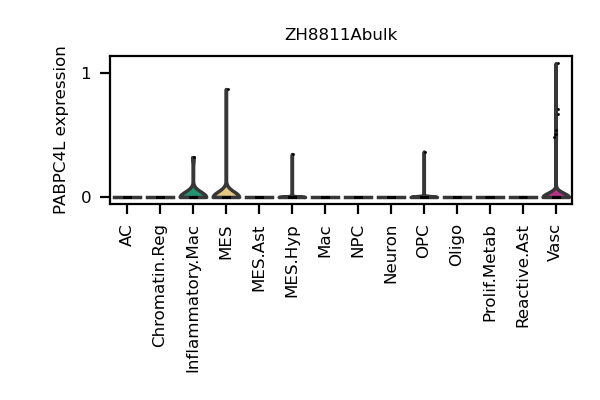 ZH8811Abulk
PABPC4L expression
1
0
AC
Chromatin.Reg
Inflammatory.Mac
MES
MES.Ast
MES.Hyp
Mac
NPC
Neuron
OPC
Oligo
Prolif.Metab
Reactive.Ast
Vasc